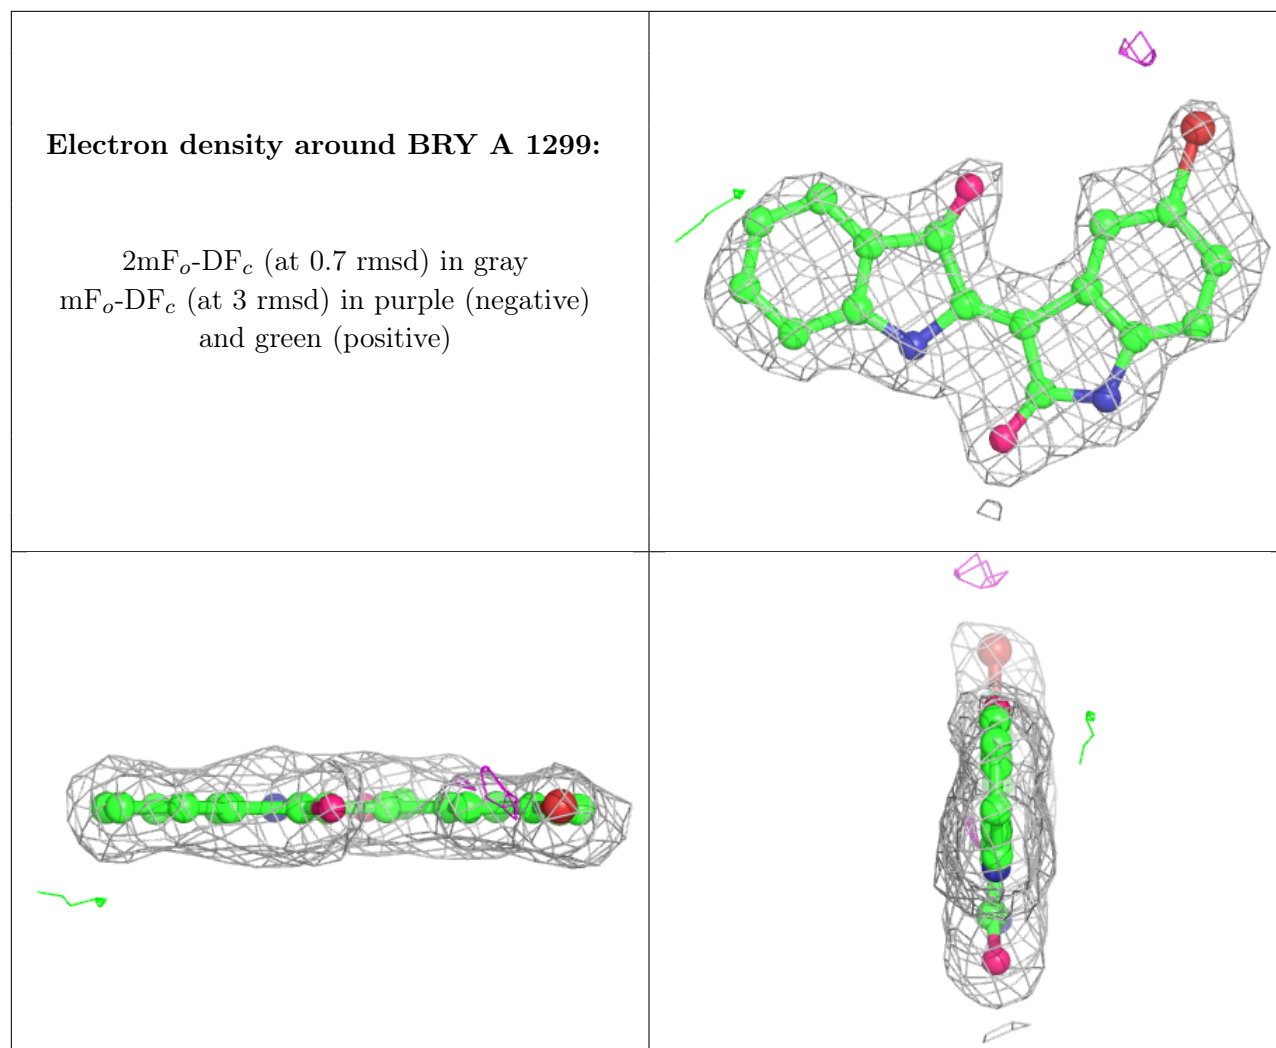 Electron density around BRY A 1299:
2mFo-DFc (at 0.7 rmsd) in gray
mFo-DFc (at 3 rmsd) in purple (negative)
and green (positive)